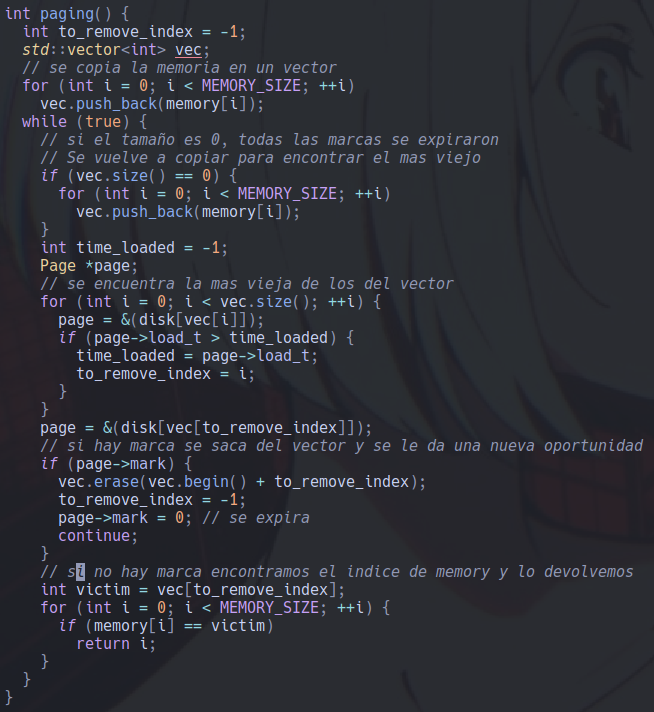 int paging() {
  int to_remove_index = -1;
  std::vector<int> vec;
  // se copia la memoria en un vector
  for (int i = 0; i < MEMORY_SIZE; ++i)
    vec.push_back(memory[i]);
  while (true) {
    // si el tamaño es 0, todas las marcas se expiraron
    // Se vuelve a copiar para encontrar el mas viejo
    if (vec.size() == 0) {
      for (int i = 0; i < MEMORY_SIZE; ++i)
        vec.push_back(memory[i]);
    }
    int time_loaded = -1;
    Page *page;
    // se encuentra la mas vieja de los del vector
    for (int i = 0; i < vec.size(); ++i) {
      page = &(disk[vec[i]]);
      if (page->load_t > time_loaded) {
        time_loaded = page->load_t;
        to_remove_index = i;
      }
    }
    page = &(disk[vec[to_remove_index]]);
    // si hay marca se saca del vector y se le da una nueva oportunidad
    if (page->mark) {
      vec.erase(vec.begin() + to_remove_index);
      to_remove_index = -1;
      page->mark = 0; // se expira
      continue;
    }
    // si no hay marca encontramos el indice de memory y lo devolvemos
    int victim = vec[to_remove_index];
    for (int i = 0; i < MEMORY_SIZE; ++i) {
      if (memory[i] == victim)
        return i;
    }
  }
}